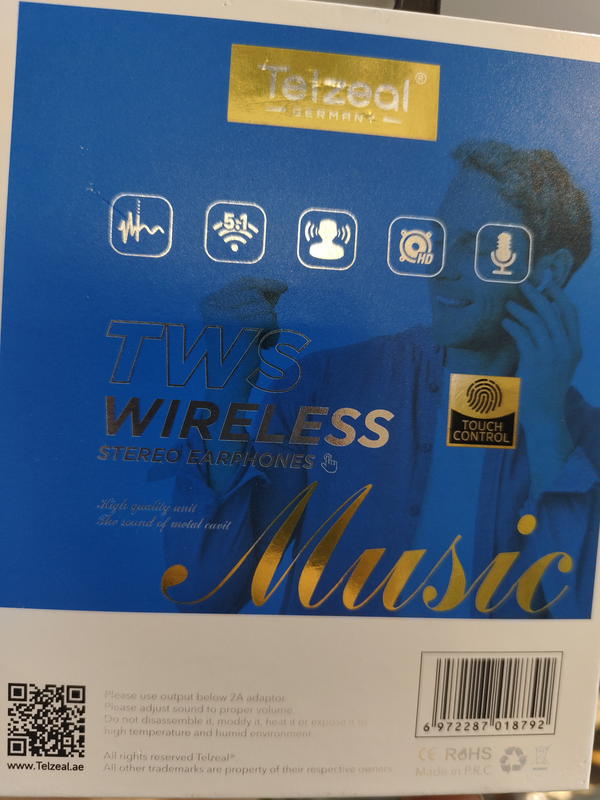 Telzeal®
GERMANY
5:1
HD
TWS
WIRELESS
STEREO EARPHONES
TOUCH
CONTROL
High quality unit
The sound of metal cavit
Music
Please use output below 2A adaptor.
Please adjust sound to proper volume.
Do not disassemble it, modify it, heat it or expose it to
high temperature and humid environment.
All rights reserved Telzeal®
All other trademarks are property of their respective owners.
www.Telzeal.ae
6 972287 018792
CE RoHS
Made in P.R.C